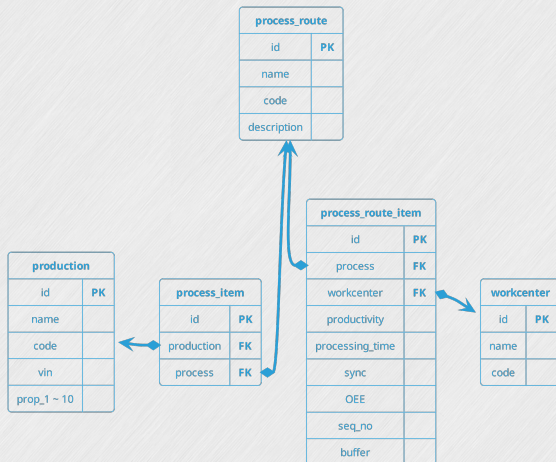 process_route
id PK
name
code
description
process_route_item
id PK
process FK
workcenter FK
productivity
processing_time
sync
OEE
seq_no
buffer
production
id PK
name
code
vin
prop_1 ~ 10
process_item
id PK
production FK
process FK
workcenter
id PK
name
code